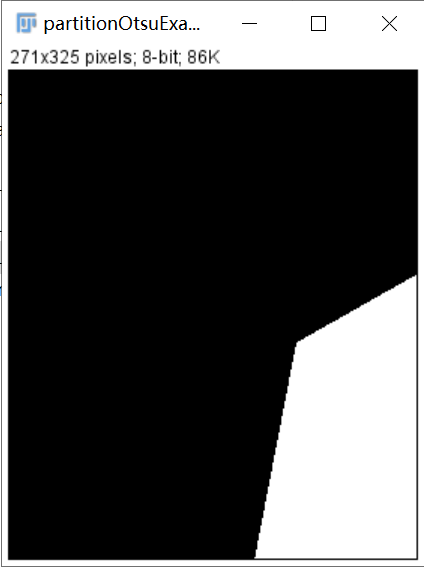 partitionOtsuExa...
271x325 pixels; 8-bit; 86K